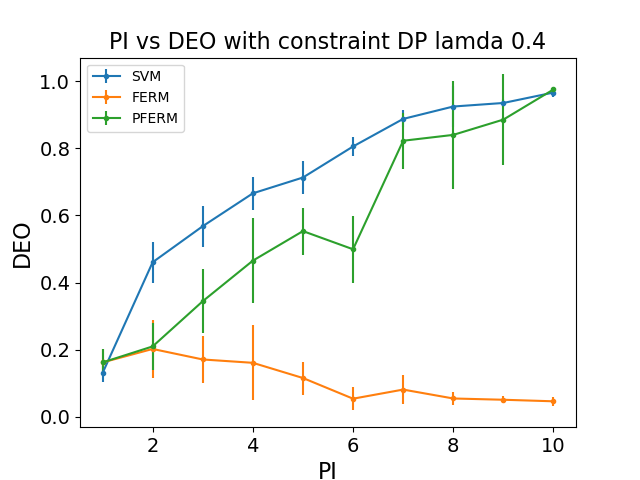 PI vs DEO with constraint DP lamda 0.4
SVM
FERM
PFERM
1.0
0.8
0.6
0.4
0.2
0.0
DEO
2 4 6 8 10
PI